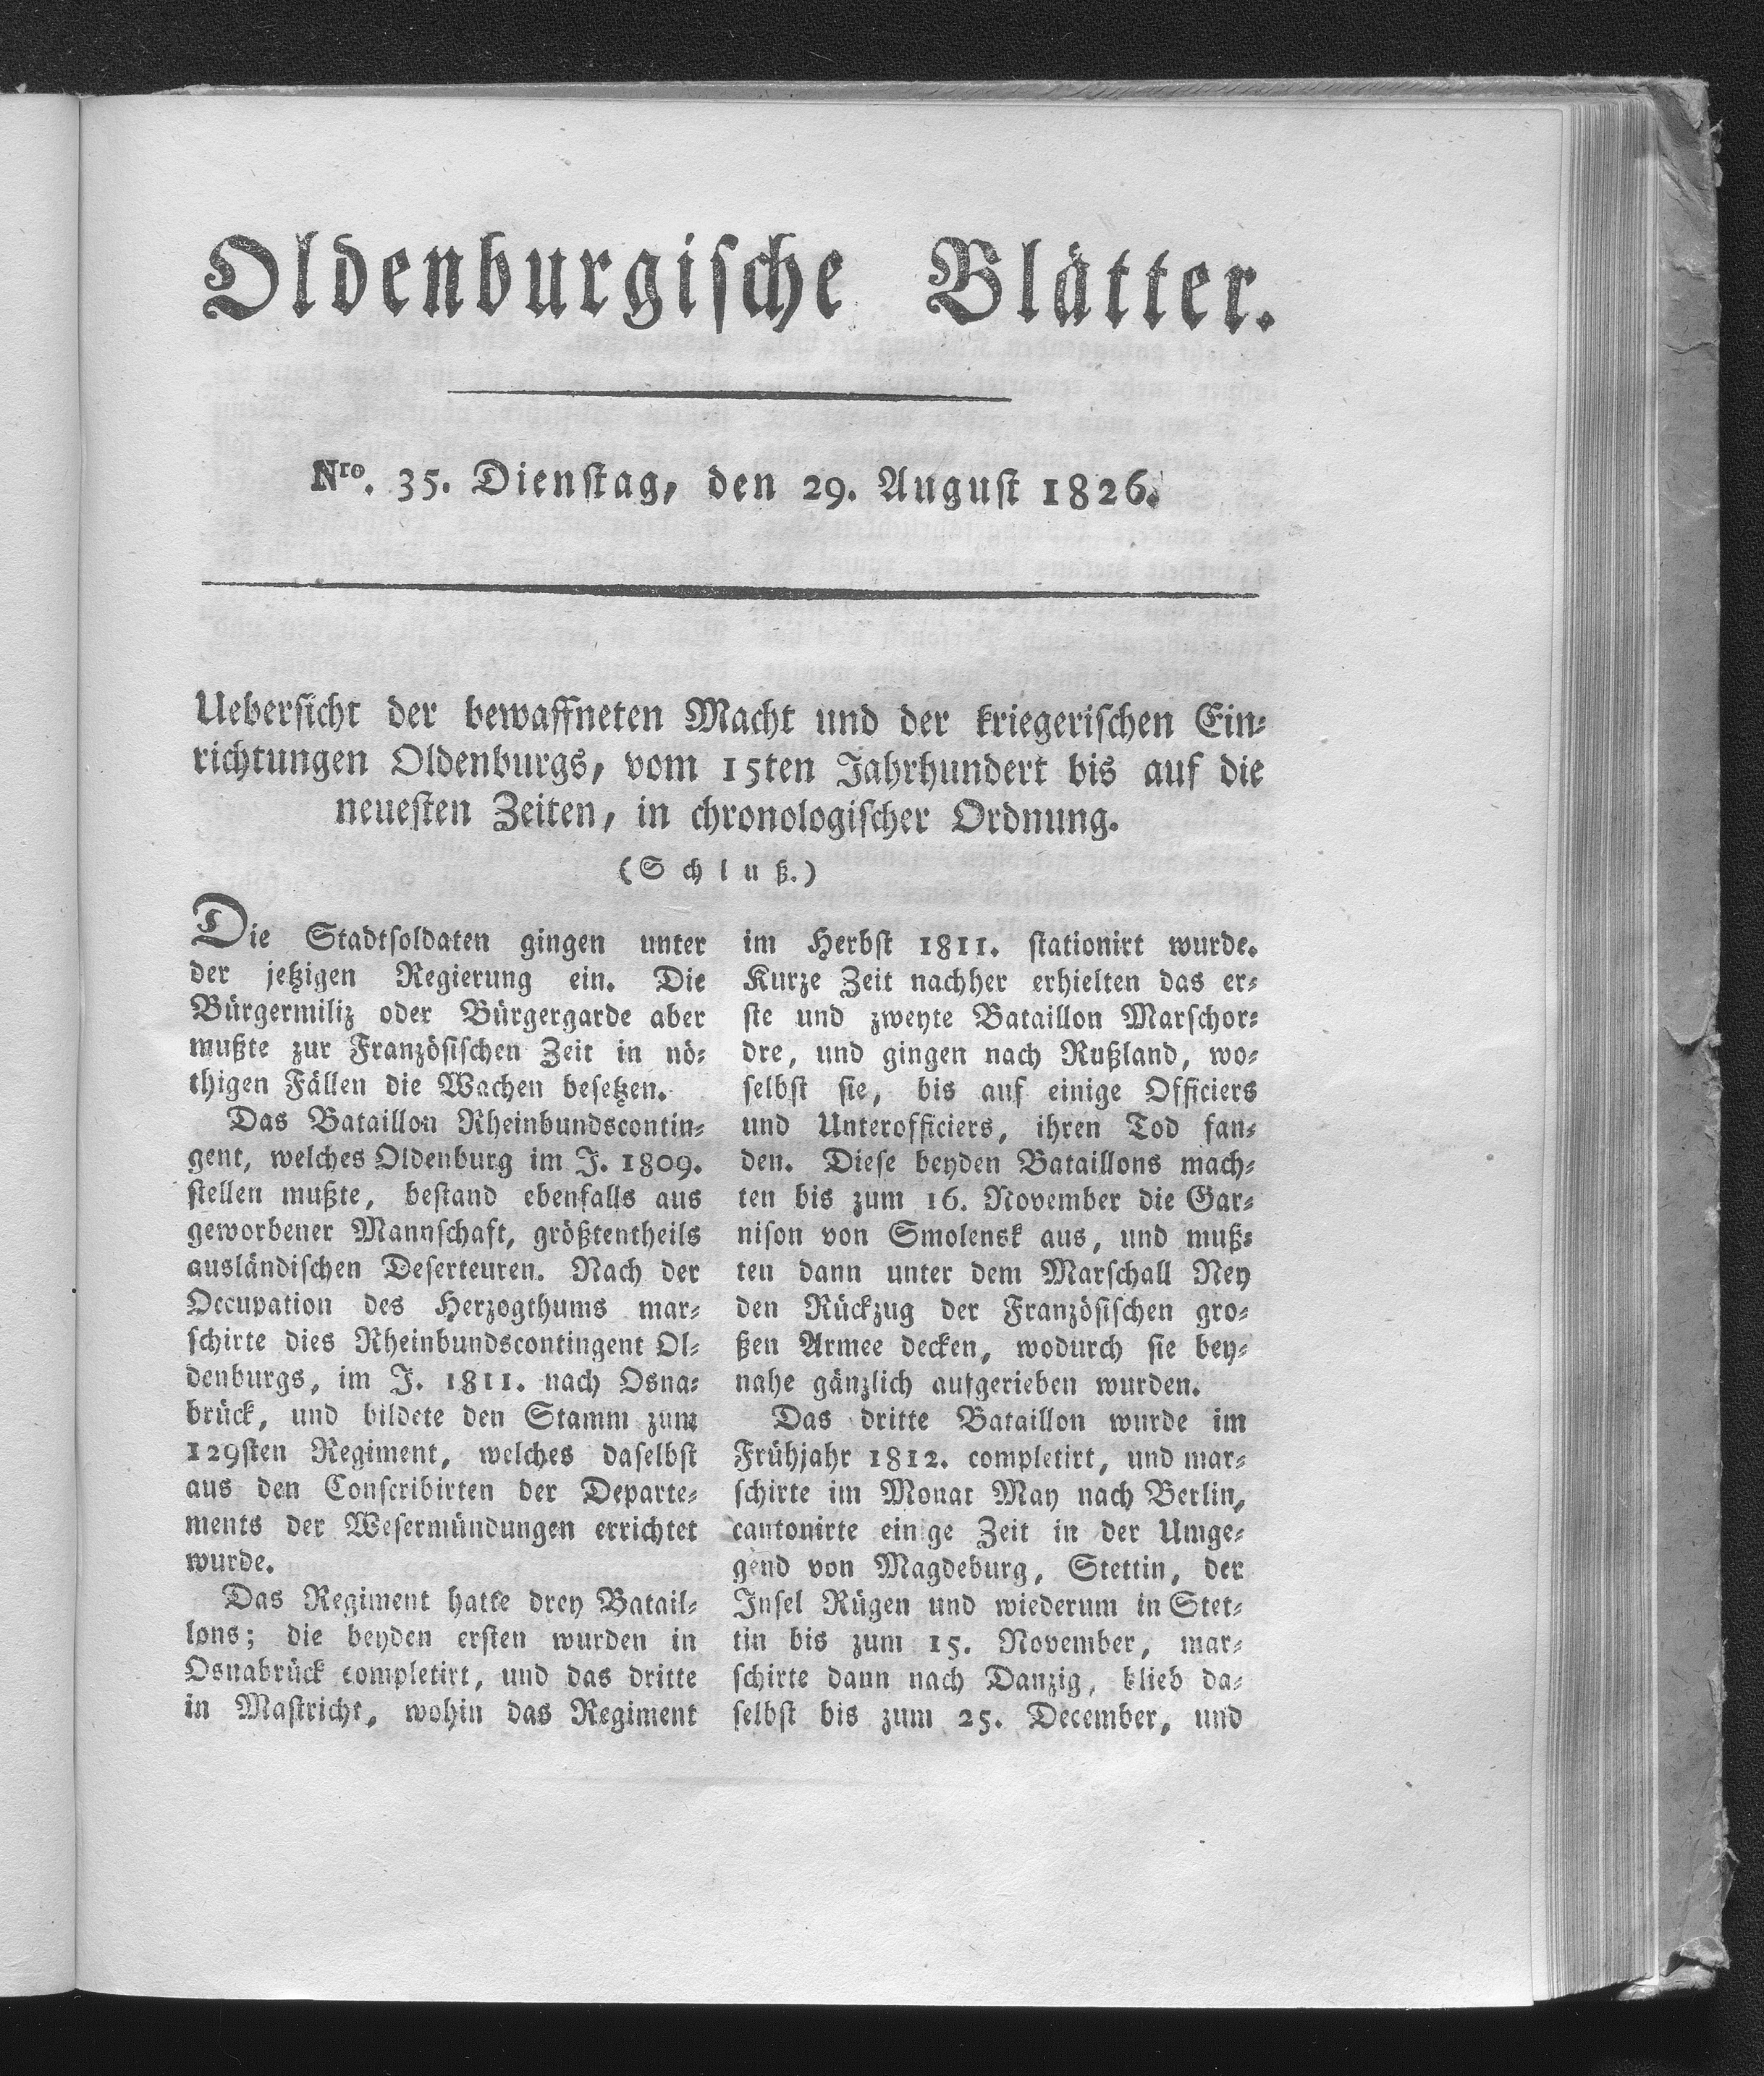 Oldenburgische Blätter.
Nro. 35. Dienstag, den 29. August 1826.
Uebersicht der bewaffneten Macht und der kriegerischen Ein-
richtungen Oldenburgs, vom 15ten Jahrhundert bis auf die
neuesten Zeiten, in chronologischer Ordnung.
(Schluß.)
Die Stadtsoldaten gingen unter
der jetzigen Regierung ein. Die
Bürgermiliz oder Bürgergarde aber
mußte zur Französischen Zeit in nö-
thigen Fällen die Wachen besetzen.
Das Bataillon Rheinbundscontin-
gent, welches Oldenburg im J. 1809.
stellen mußte, bestand ebenfalls aus
geworbener Mannschaft, größtentheils
ausländischen Deserteuren. Nach der
Occupation des Herzogthums mar-
schirte dies Rheinbundscontingent Ol-
denburgs, im J. 1811. nach Osna-
brück, und bildete den Stamm zum
129sten Regiment, welches daselbst
aus den Conscribirten der Departe-
ments der Wesermündungen errichtet
wurde.
Das Regiment hatte drey Batail-
lons; die beyden ersten wurden in
Osnabrück completirt, und das dritte
in Mastricht, wohin das Regiment
im Herbst 1811. stationirt wurde.
Kurze Zeit nachher erhielten das er-
ste und zweyte Bataillon Marschor-
dre, und gingen nach Rußland, wo-
selbst sie, bis auf einige Officiers
und Unterofficiers, ihren Tod fan-
den. Diese beyden Bataillons mach-
ten bis zum 16. November die Gar-
nison von Smolensk aus, und muß-
ten dann unter dem Marschall Ney
den Rückzug der Französischen gro-
ßen Armee decken, wodurch sie bey-
nahe gänzlich aufgerieben wurden.
Das dritte Bataillon wurde im
Frühjahr 1812. completirt, und mar-
schirte im Monat May nach Berlin,
cantonirte einige Zeit in der Umge-
gend von Magdeburg, Stettin, der
Insel Rügen und wiederum in Stet-
tin bis zum 15. November, mar-
schirte dann nach Danzig, blieb da-
selbst bis zum 25. December, und